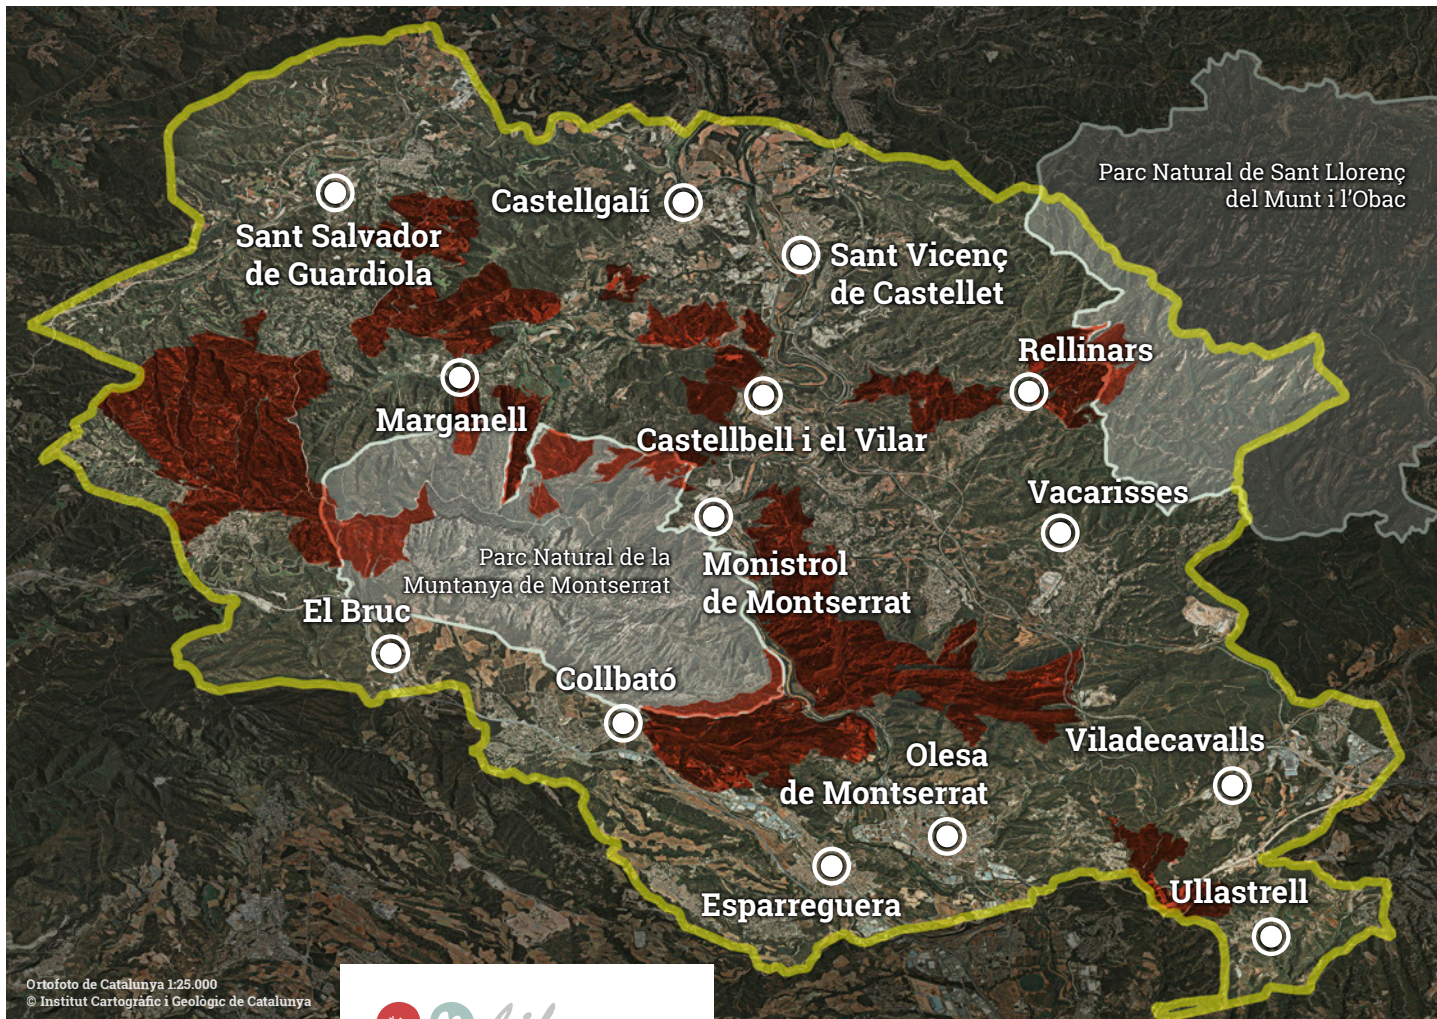 Parc Natural de Sant Llorenç
del Munt i l’Obac
Castellgalí
Sant Salvador
de Guardiola
Sant Vicenç
de Castellet
Rellinars
Marganell
Castellbell i el Vilar
Vacarisses
Parc Natural de la
Muntanya de Montserrat
Monistrol
de Montserrat
El Bruc
Collbató
Viladecavalls
Olesa
de Montserrat
Ullastrell
Esparreguera
Ortofoto de Catalunya 1:25.000
© Institut Cartogràfic i Geològic de Catalunya